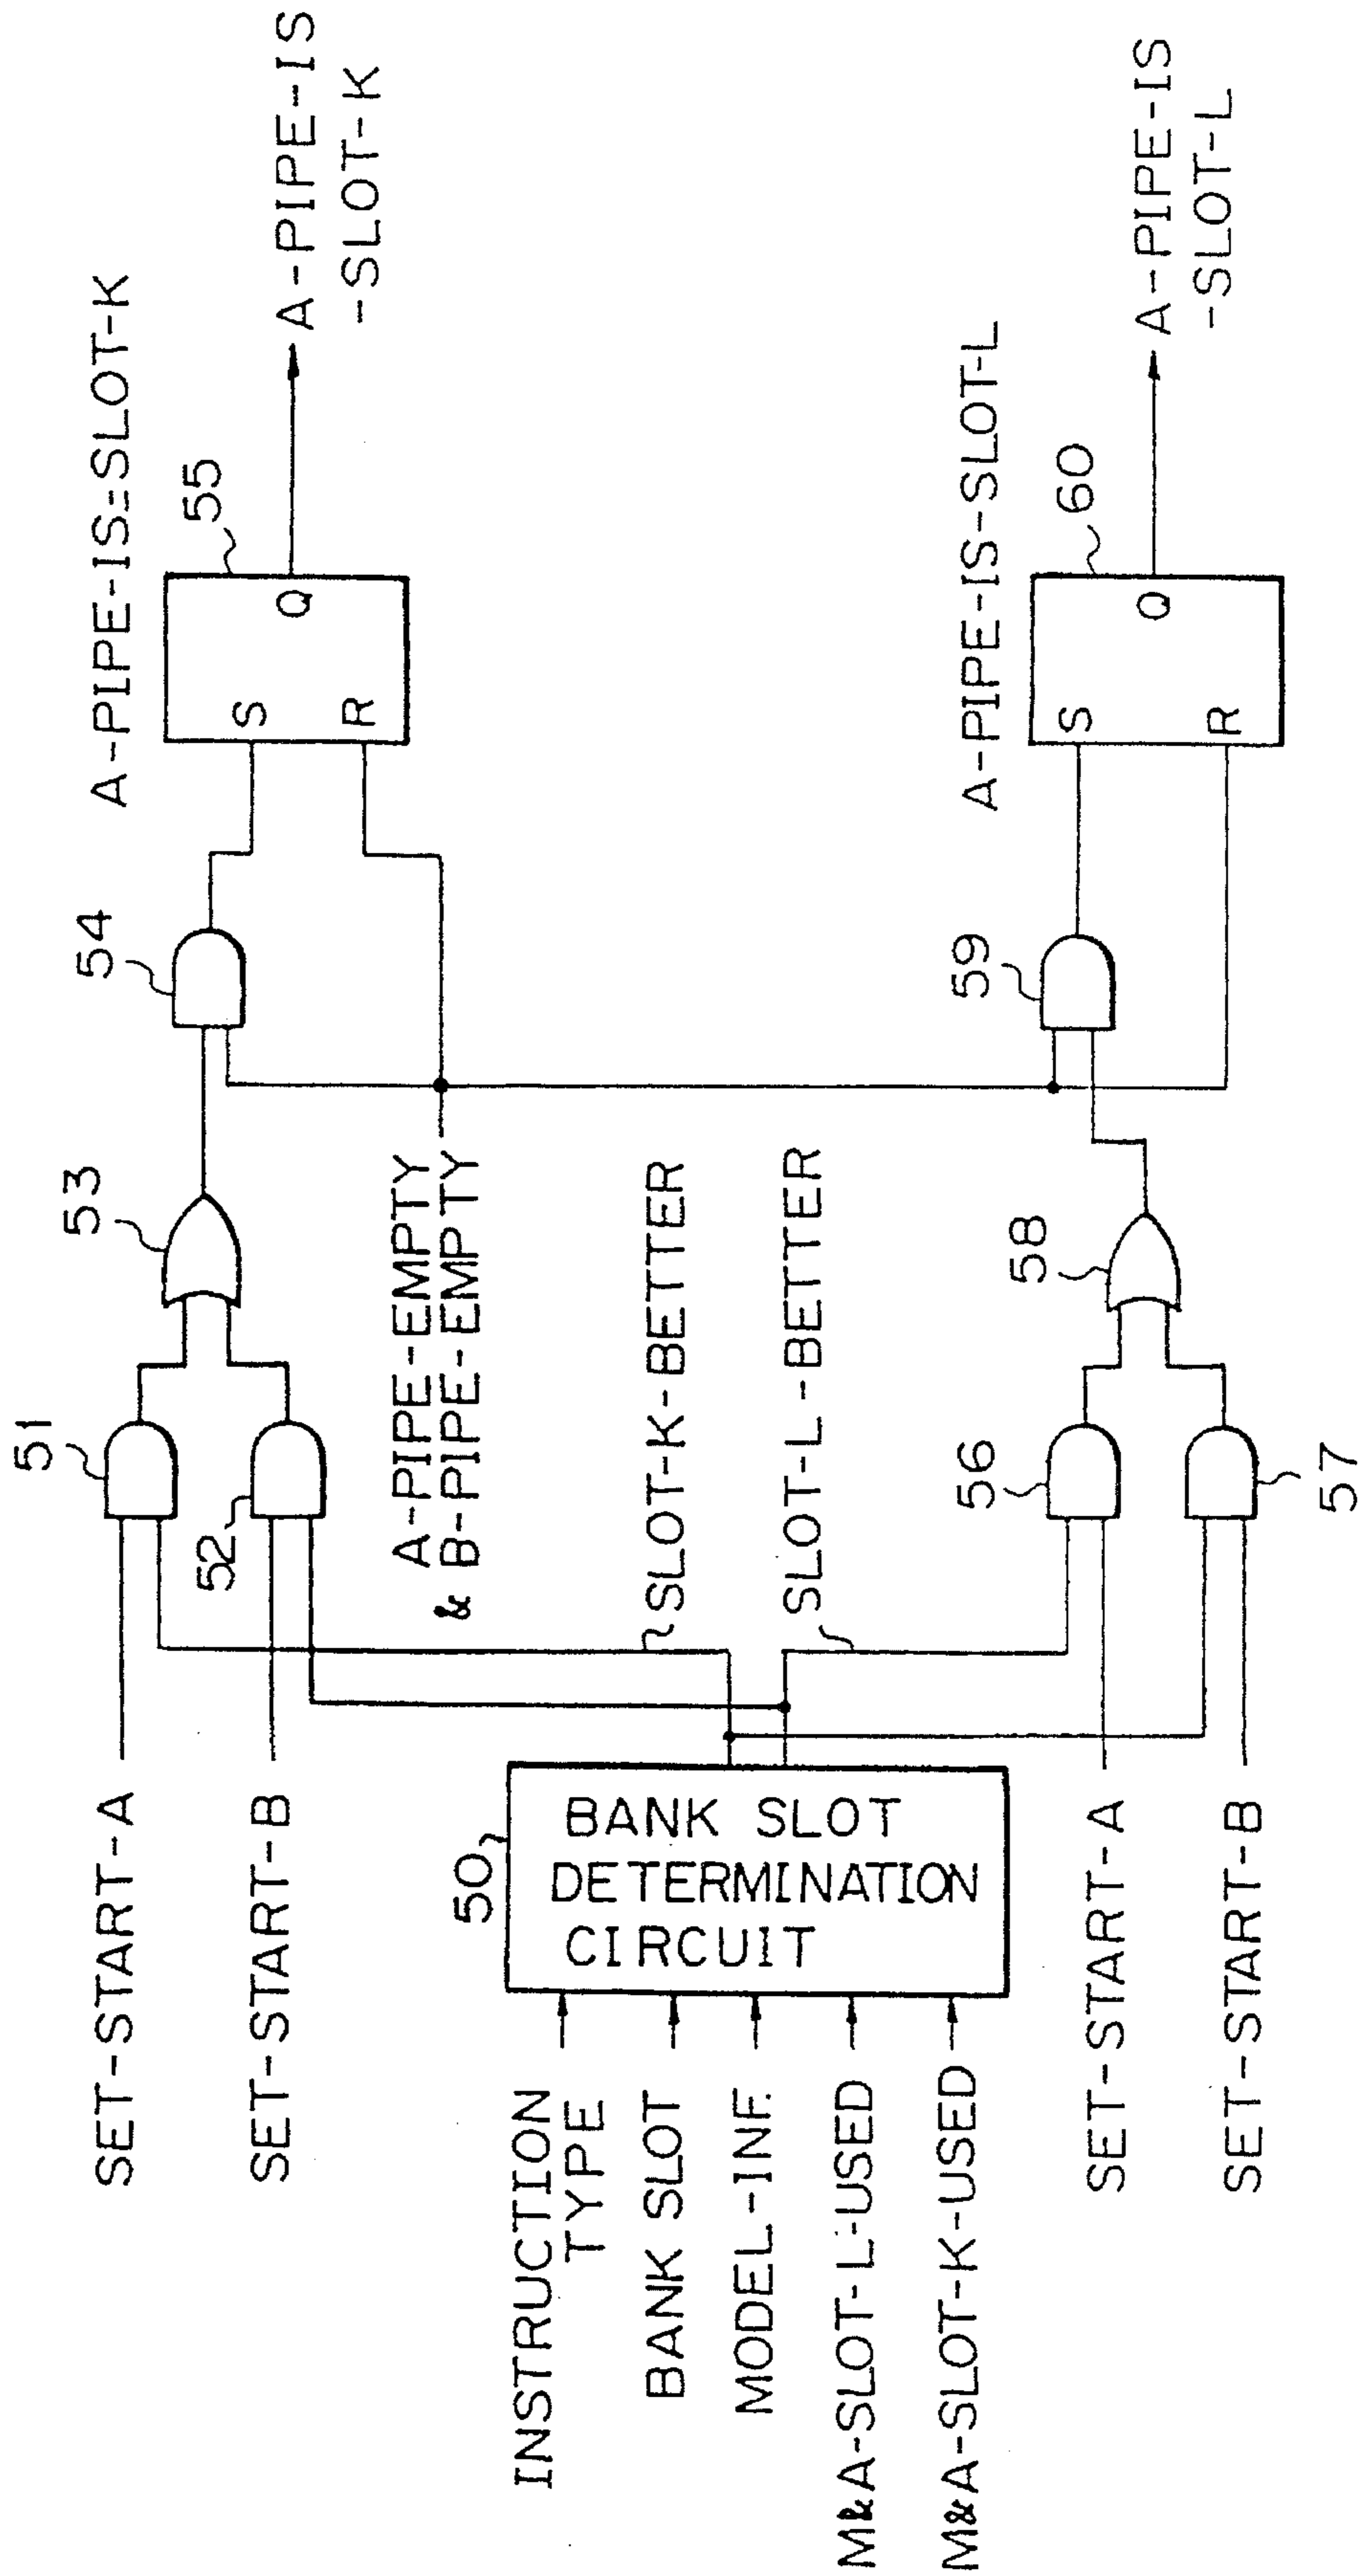 SET-START-A
SET-START-B
51
52
53
54
A-PIPE-IS=SLOT-K
55
S
R
Q
A-PIPE-IS
-SLOT-K
A-PIPE-EMPTY
& B-PIPE-EMPTY
SLOT-K-BETTER
SLOT-L-BETTER
INSTRUCTION
TYPE
BANK SLOT
MODEL-INF.
M&A-SLOT-L-USED
M&A-SLOT-K-USED
50
BANK SLOT
DETERMINATION
CIRCUIT
SET-START-A
SET-START-B
56
57
58
59
A-PIPE-IS-SLOT-L
60
S
R
Q
A-PIPE-IS
-SLOT-L